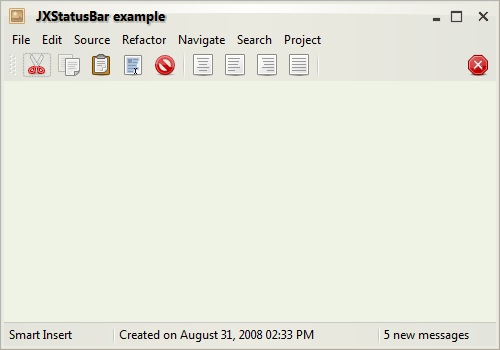 JXStatusBar example
File Edit Source Refactor Navigate Search Project
Smart Insert Created on August 31, 2008 02:33 PM 5 new messages